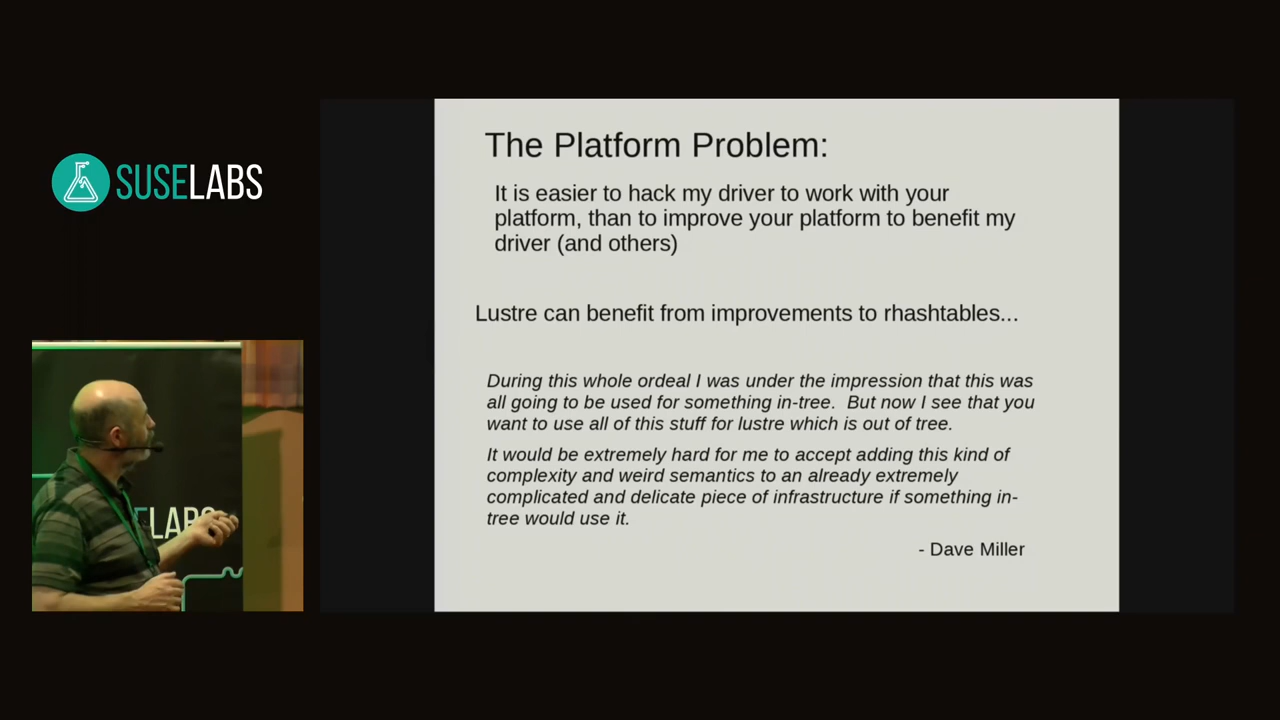 SUSELABS
The Platform Problem:
It is easier to hack my driver to work with your
platform, than to improve your platform to benefit my
driver (and others)
Lustre can benefit from improvements to rhashtables...
During this whole ordeal I was under the impression that this was
all going to be used for something in-tree.  But now I see that you
want to use all of this stuff for lustre which is out of tree.
It would be extremely hard for me to accept adding this kind of
complexity and weird semantics to an already extremely
complicated and delicate piece of infrastructure if something in-
tree would use it.
- Dave Miller
SELABS